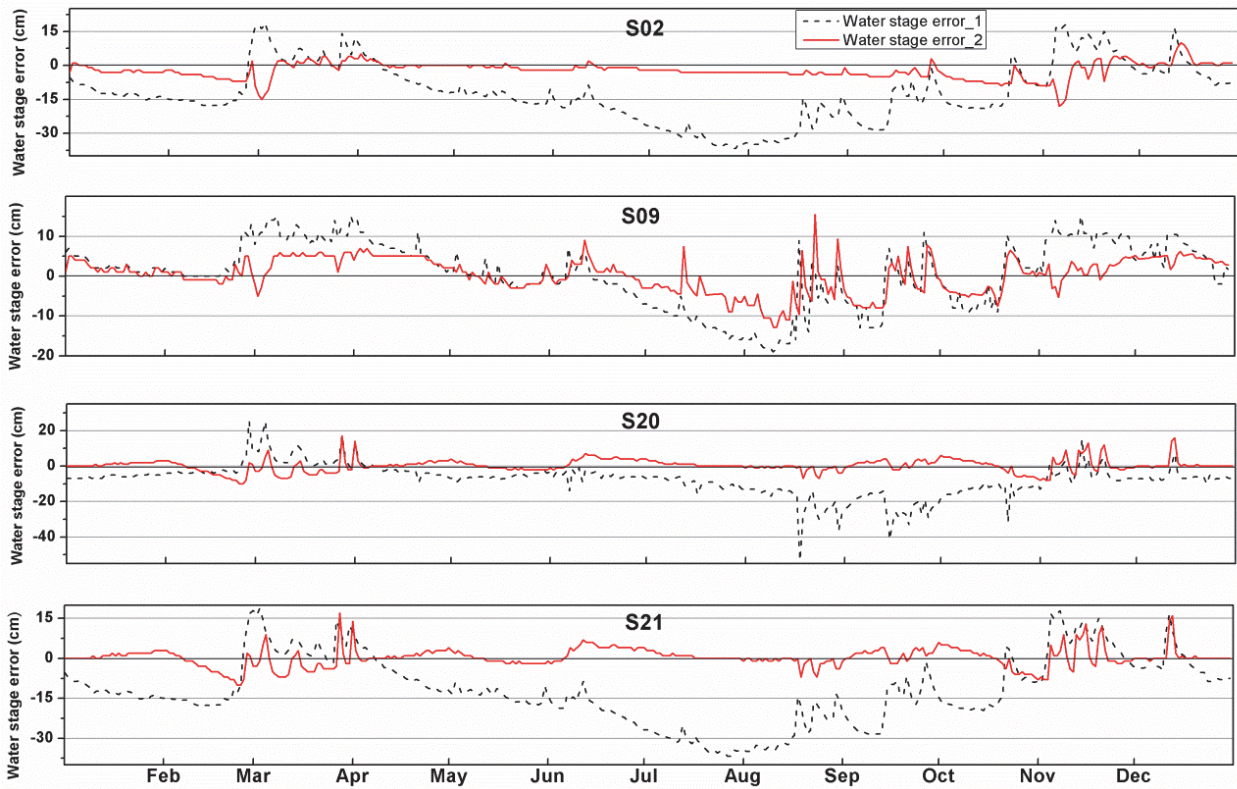 S02
Water stage error_1
Water stage error_2
Water stage error (cm)
15
0
-15
-30
S09
Water stage error (cm)
10
0
-10
-20
S20
Water stage error (cm)
20
0
-20
-40
S21
Water stage error (cm)
15
0
-15
-30
Feb Mar Apr May Jun Jul Aug Sep Oct Nov Dec